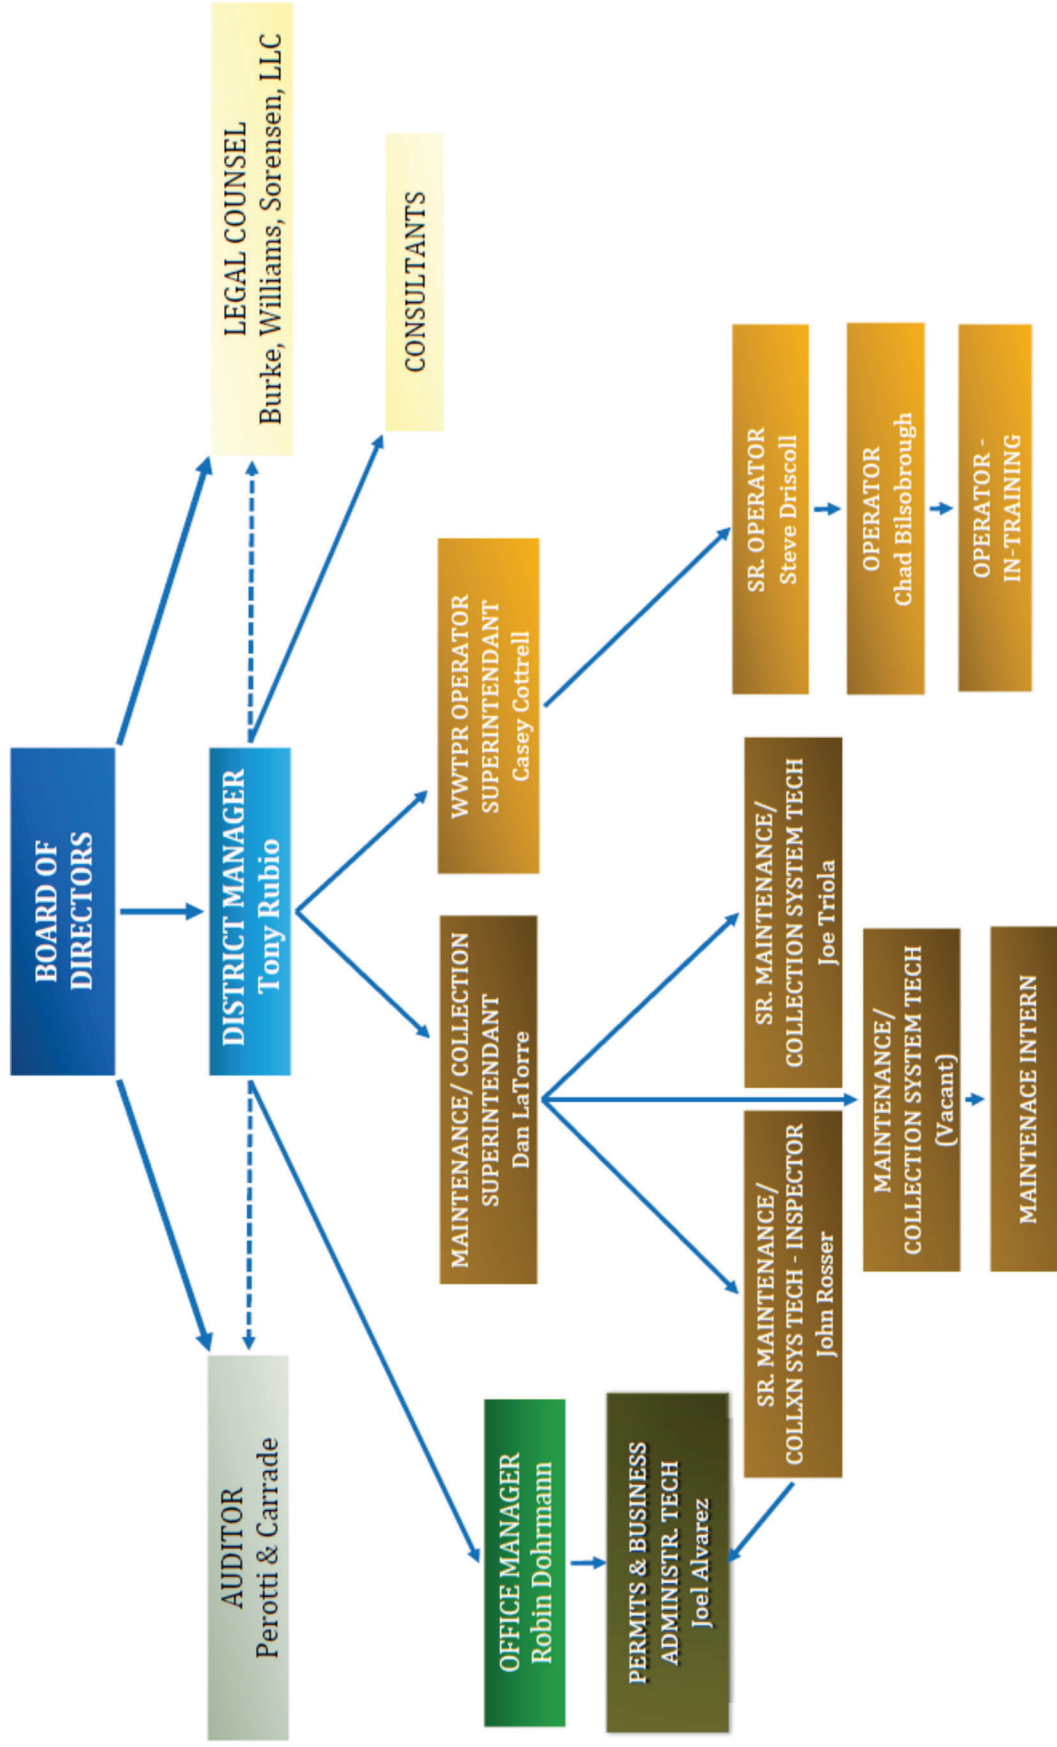 BOARD OF
DIRECTORS
AUDITOR
Perotti & Carrade
DISTRICT MANAGER
Tony Rubio
LEGAL COUNSEL
Burke, Williams, Sorensen, LLC
CONSULTANTS
OFFICE MANAGER
Robin Dohrmann
MAINTENANCE/ COLLECTION
SUPERINTENDANT
Dan LaTorre
WWTPR OPERATOR
SUPERINTENDANT
Casey Cottrell
PERMITS & BUSINESS
ADMINISTR. TECH
Joel Alvarez
SR. MAINTENANCE/
COLLXN SYS TECH - INSPECTOR
John Rosser
SR. MAINTENANCE/
COLLECTION SYSTEM TECH
Joe Triola
SR. OPERATOR
Steve Driscoll
MAINTENANCE/
COLLECTION SYSTEM TECH
(Vacant)
OPERATOR
Chad Bilsobrough
MAINTENACE INTERN
OPERATOR -
IN-TRAINING